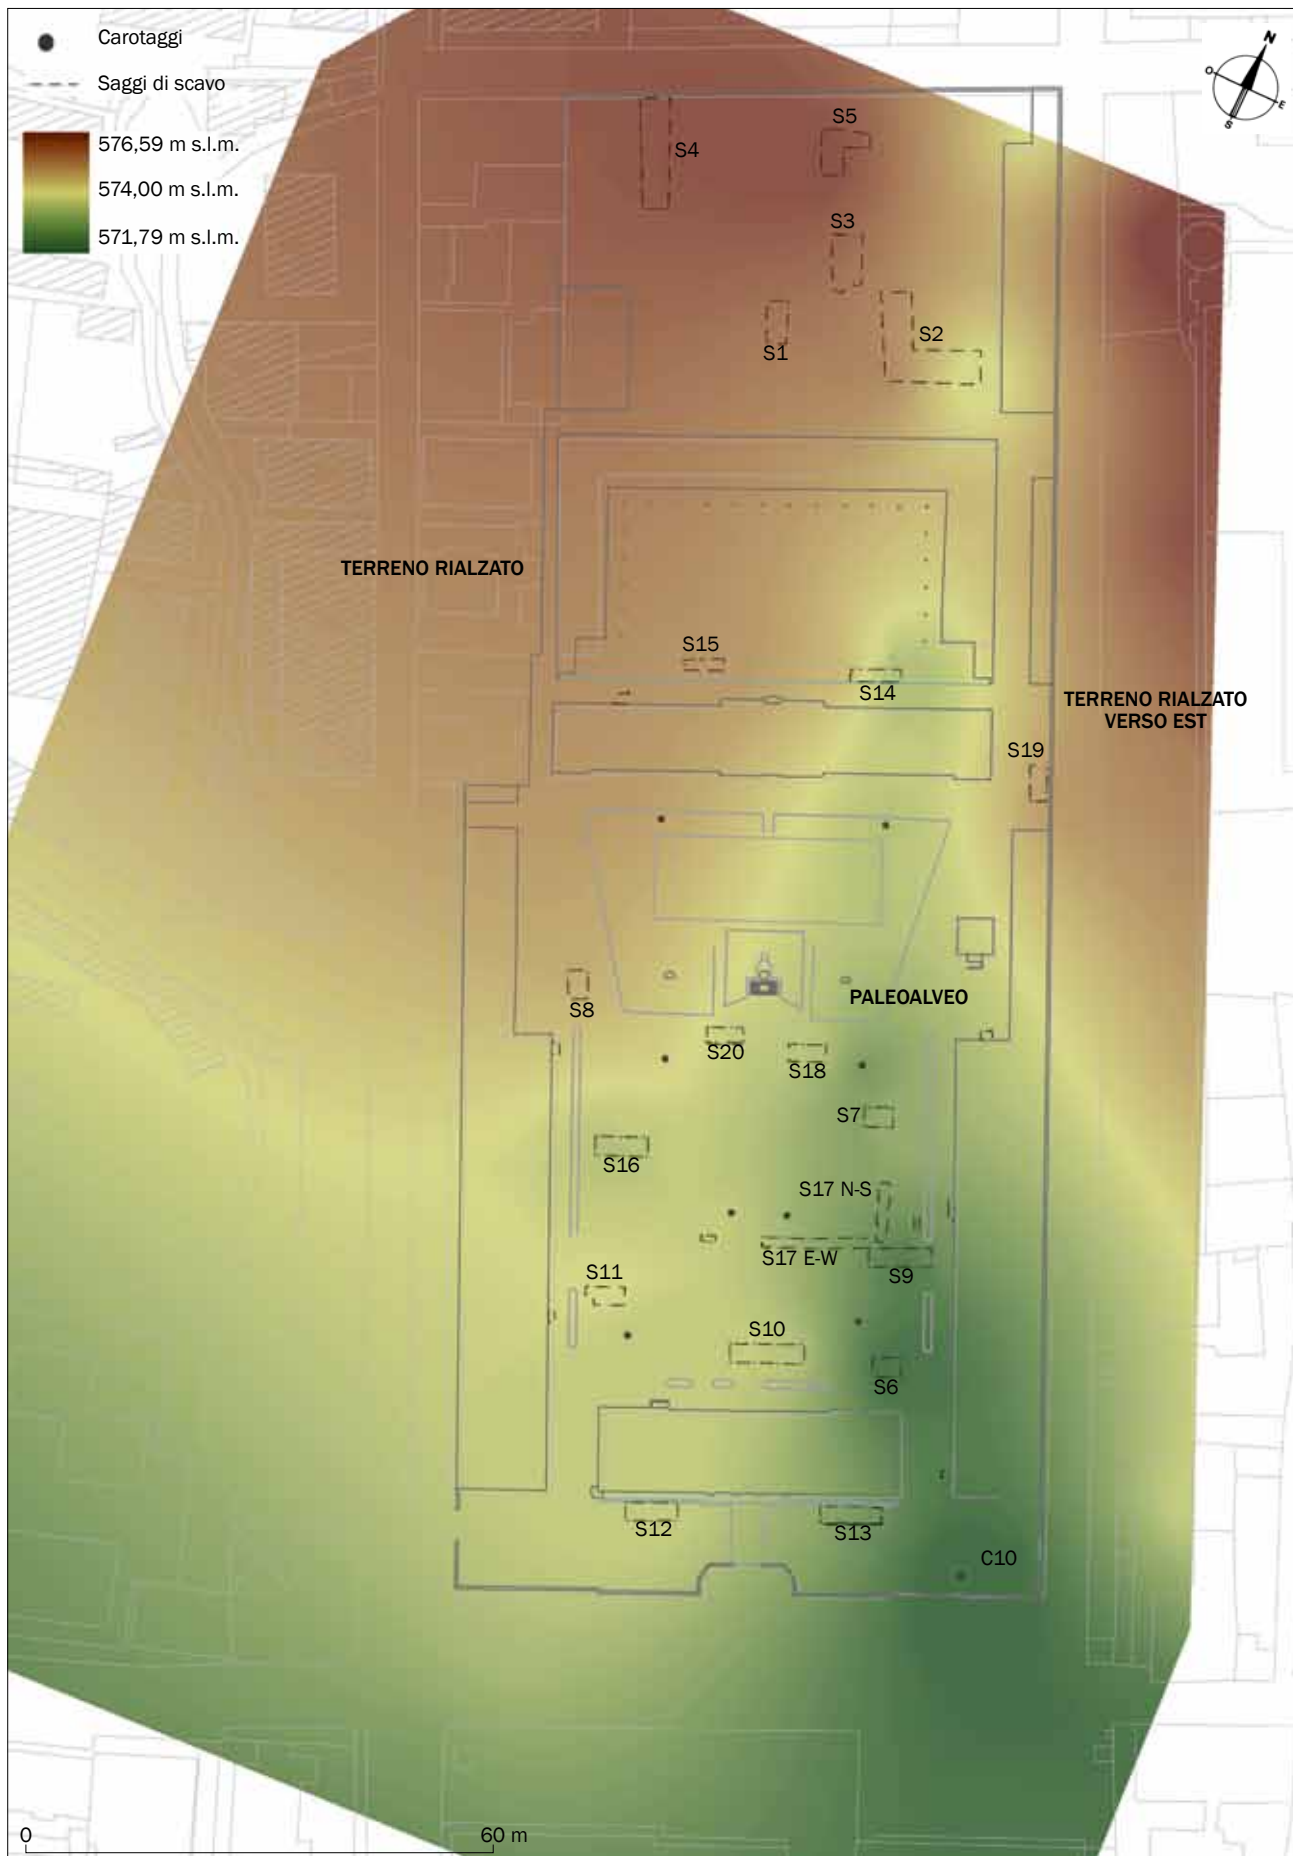 Carotaggi
Saggi di scavo
576,59 m s.l.m.
574,00 m s.l.m.
571,79 m s.l.m.
N
O
E
S
S5
S4
S3
S2
S1
TERRENO RIALZATO
S15
S14
TERRENO RIALZATO
VERSO EST
S19
PALEOALVEO
S8
S20
S18
S7
S16
S17 N-S
S17 E-W
S9
S11
S10
S6
S12
S13
C10
0
60 m